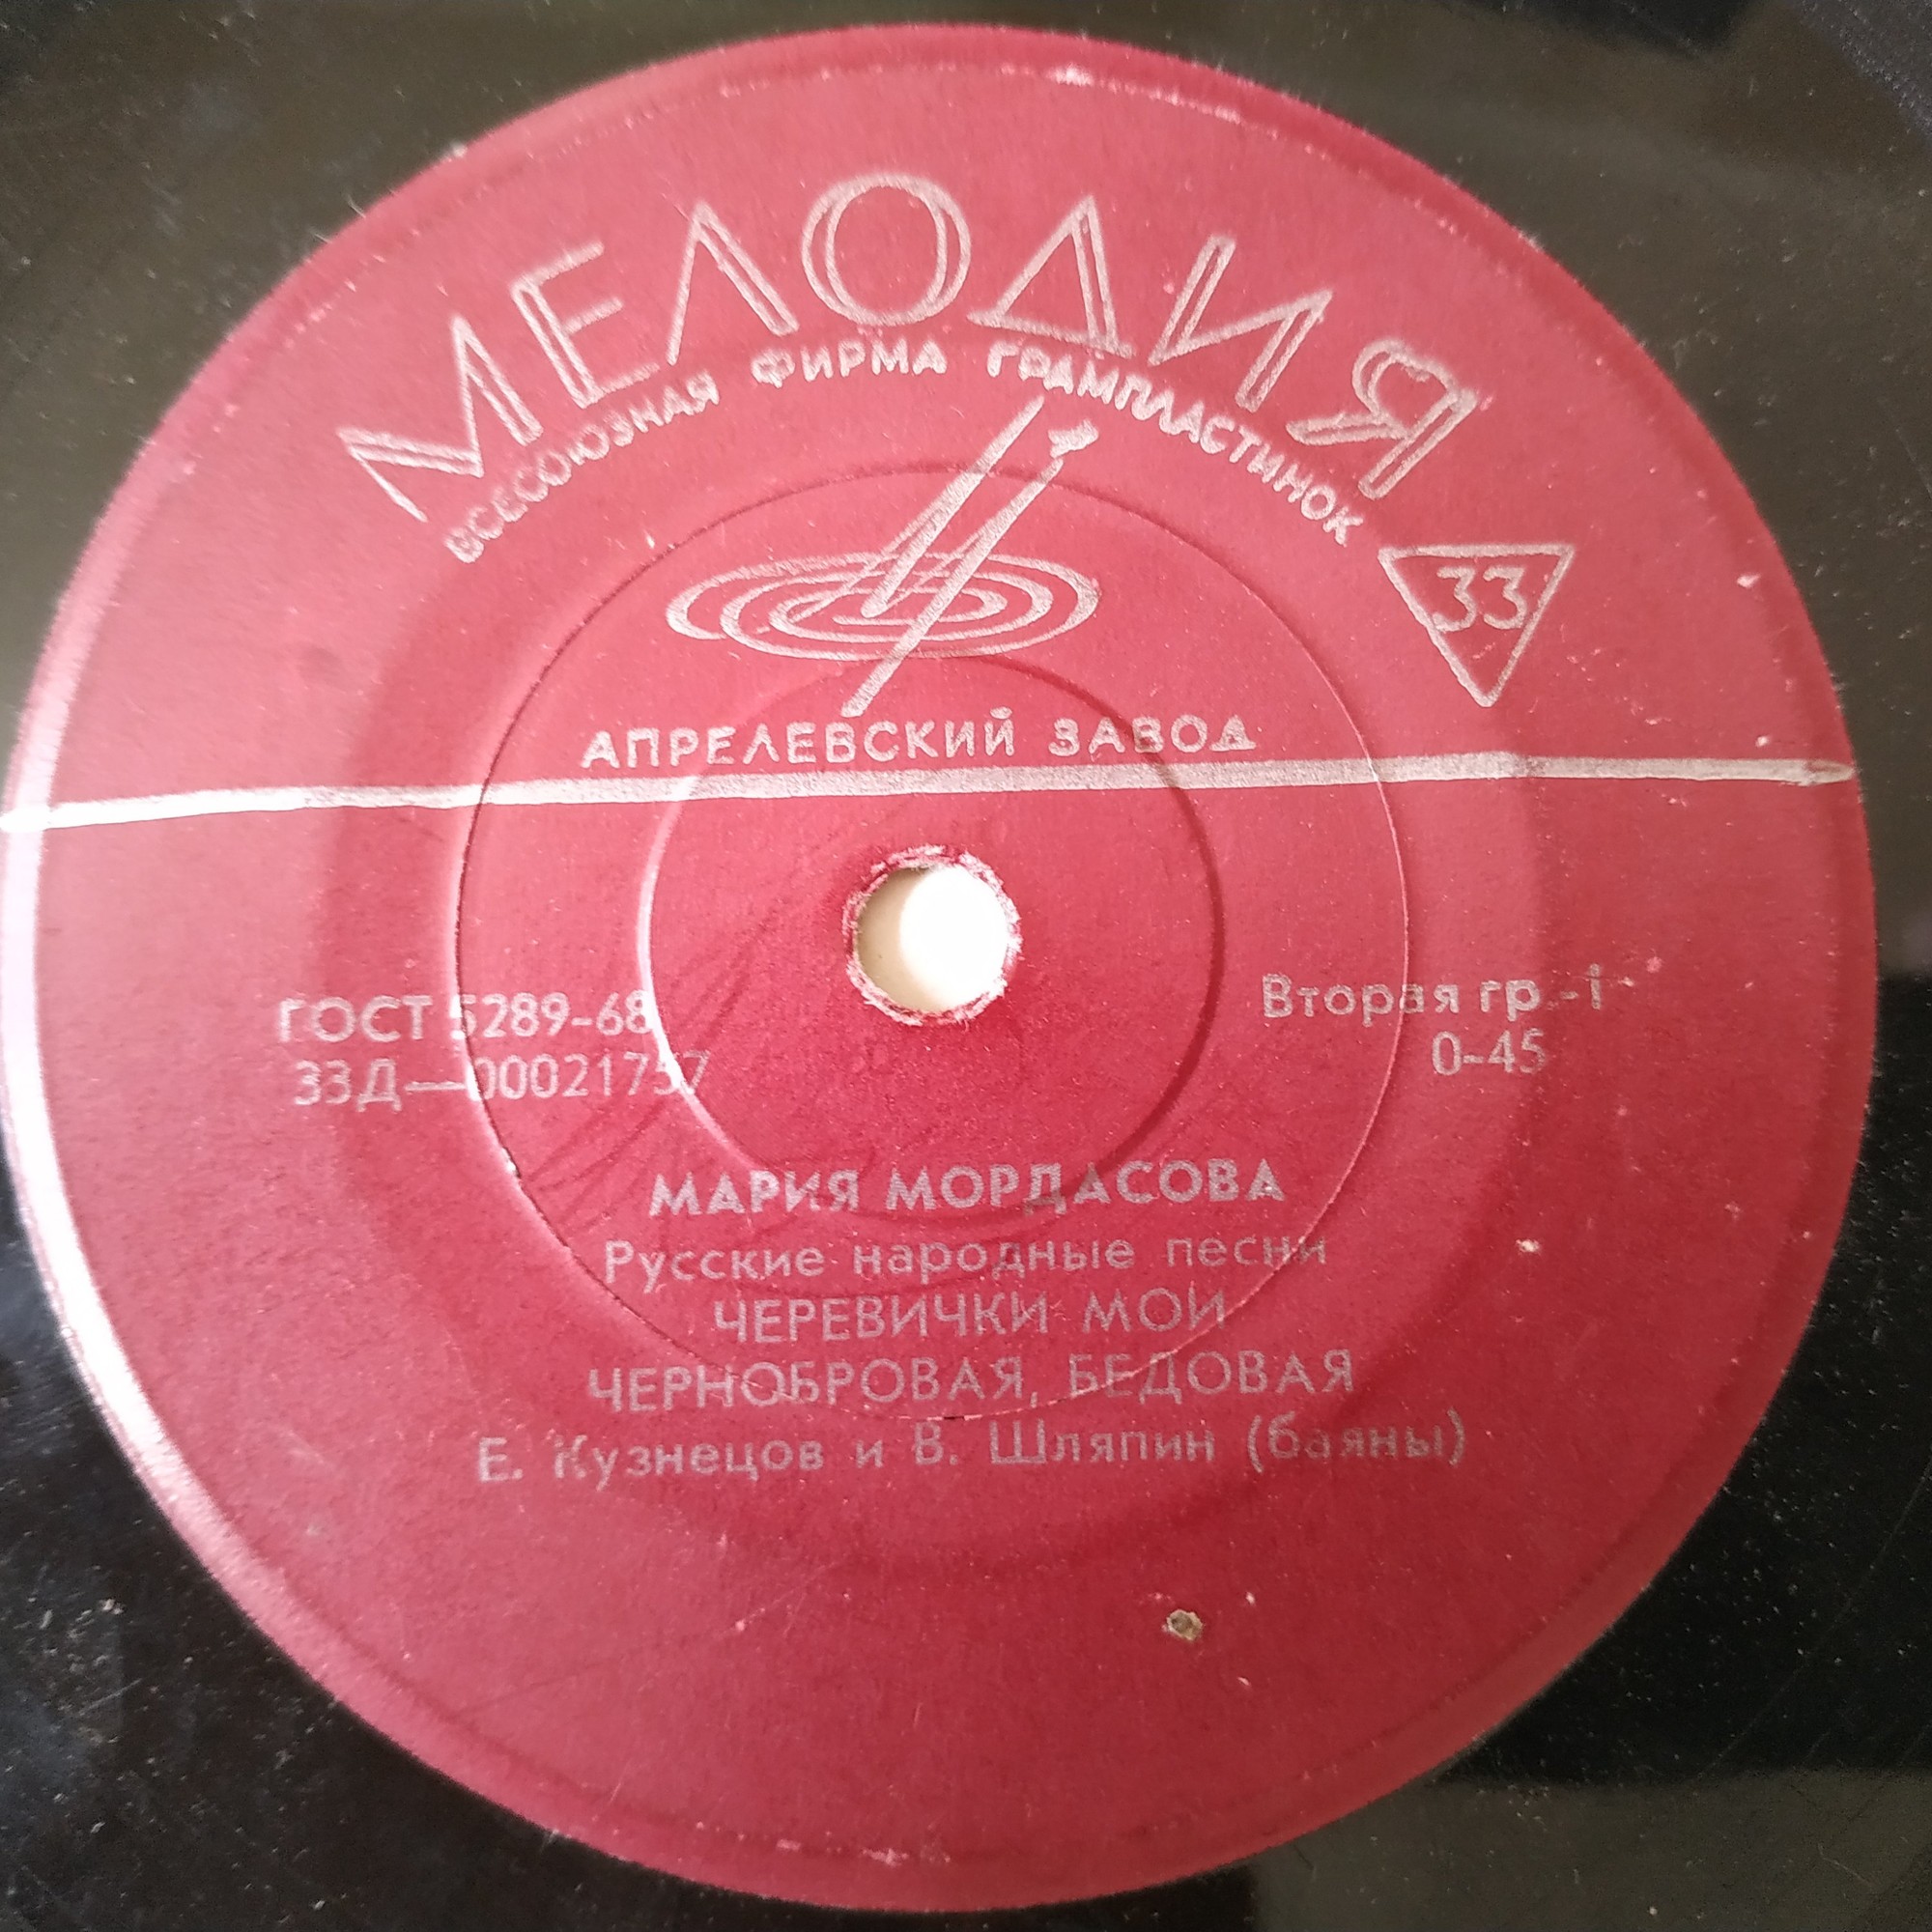 МЕЛОДИЯ
ВСЕСОЮЗНАЯ ФИРМА ГРАМПЛАСТИНОК
33
АПРЕЛЕВСКИЙ ЗАВОД
ГОСТ 5289-68
33Д—00021757
Вторая гр.-1
0-45
МАРИЯ МОРДАСОВА
Русские народные песни
ЧЕРЕВИЧКИ МОИ
ЧЕРНОБРОВАЯ, БЕДОВАЯ
Е. Кузнецов и В. Шляпин (баяны)